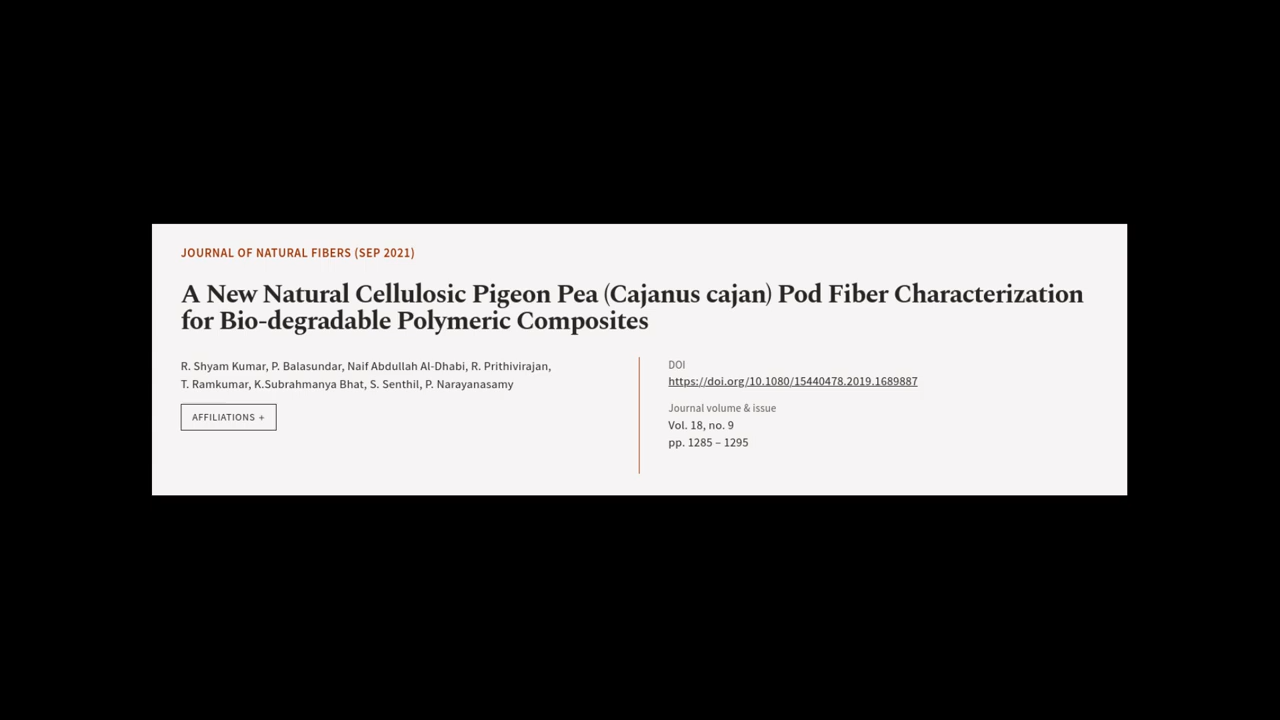 JOURNAL OF NATURAL FIBERS (SEP 2021)
A New Natural Cellulosic Pigeon Pea (Cajanus cajan) Pod Fiber Characterization
for Bio-degradable Polymeric Composites
R. Shyam Kumar, P. Balasundar, Naif Abdullah Al-Dhabi, R. Prithivirajan,
T. Ramkumar, K.Subrahmanya Bhat, S. Senthil, P. Narayanasamy
AFFILIATIONS +
DOI
https://doi.org/10.1080/15440478.2019.1689887
Journal volume & issue
Vol. 18, no. 9
pp. 1285 – 1295